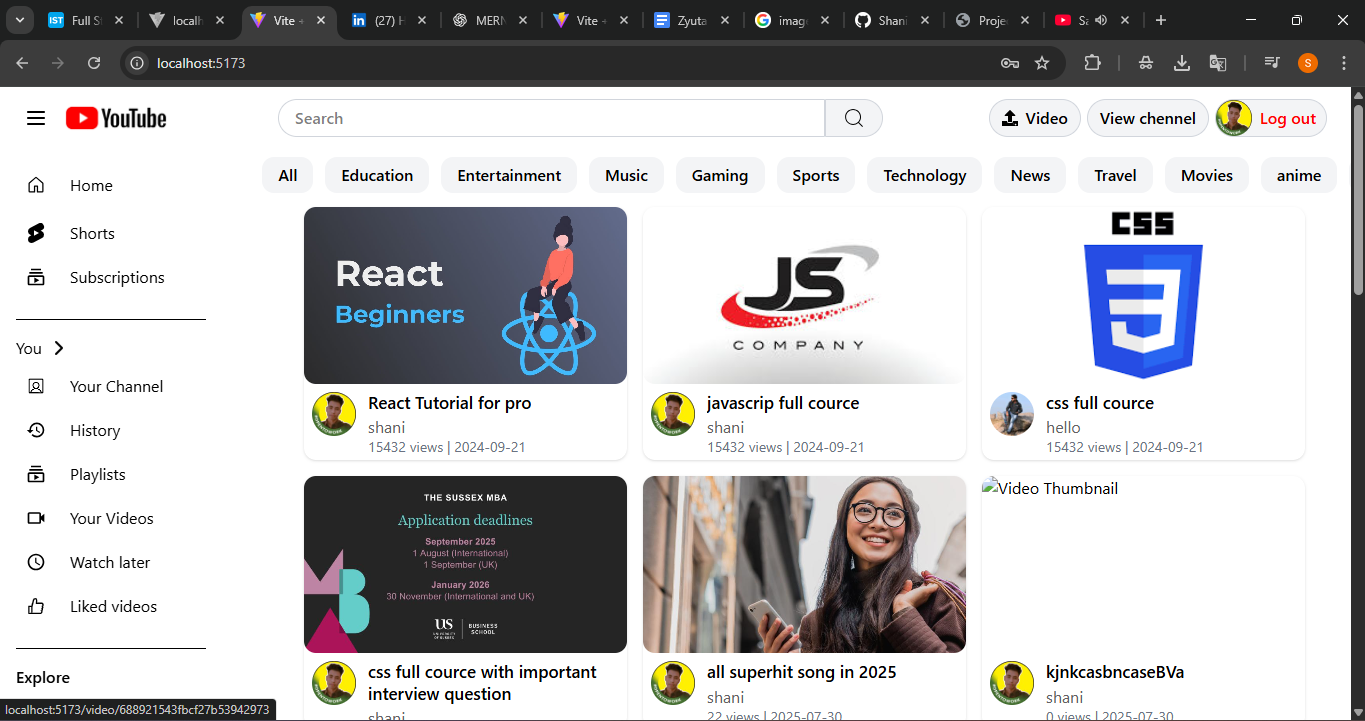 Full S
localh
Vite +
(27) H
MERN
Vite +
Zyuta
imag
Shani
Proje
Sa
localhost:5173
S
YouTube
Search
Video
View chennel
Log out
All
Education
Entertainment
Music
Gaming
Sports
Technology
News
Travel
Movies
anime
Home
Shorts
Subscriptions
You
Your Channel
History
Playlists
Your Videos
Watch later
Liked videos
Explore
React
Beginners
React Tutorial for pro
shani
15432 views | 2024-09-21
JS
COMPANY
javascrip full cource
shani
15432 views | 2024-09-21
CSS
css full cource
hello
15432 views | 2024-09-21
THE SUSSEX MBA
Application deadlines
September 2025
1 August (International)
1 September (UK)
January 2026
30 November (International and UK)
US
BUSINESS
SCHOOL
css full cource with important
interview question
shani
all superhit song in 2025
shani
22 views | 2025-07-30
Video Thumbnail
kjnkcasbncaseBVa
shani
0 views | 2025-07-30
localhost:5173/video/688921543fbcf27b53942973